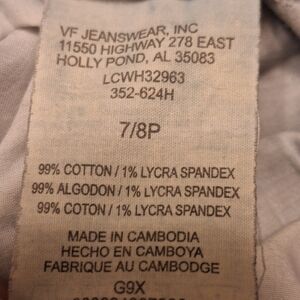 VF JEANSWEAR, INC
11550 HIGHWAY 278 EAST
HOLLY POND, AL 35083
LCWH32963
352-624H
7/8P
99% COTTON / 1% LYCRA SPANDEX
99% ALGODON / 1% LYCRA SPANDEX
99% COTON / 1% LYCRA SPANDEX
MADE IN CAMBODIA
HECHO EN CAMBOYA
FABRIQUE AU CAMBODGE
G9X